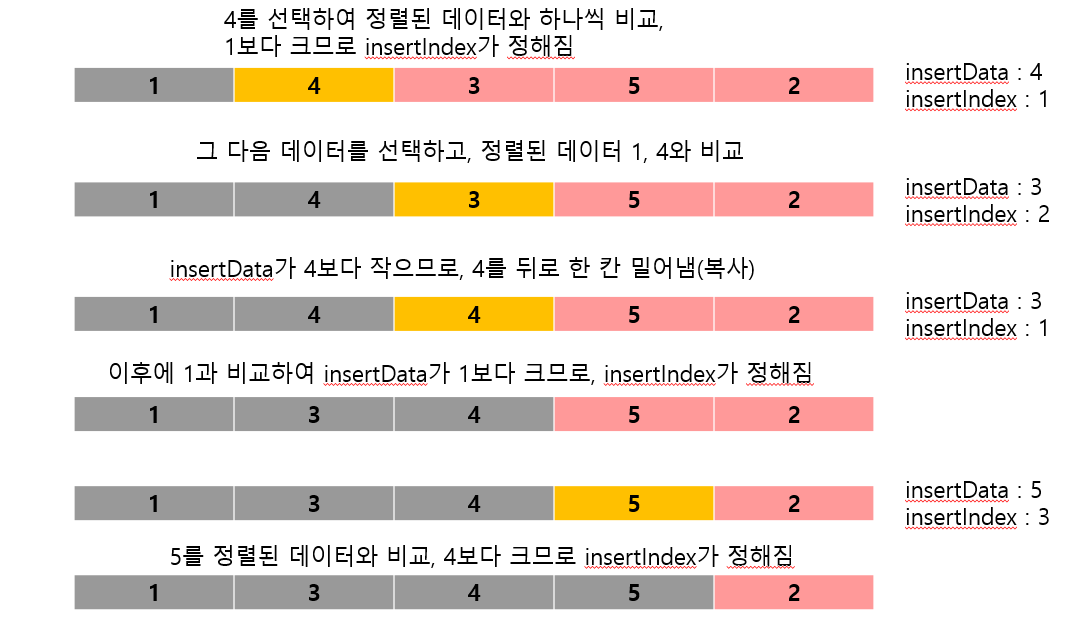 4를 선택하여 정렬된 데이터와 하나씩 비교,
1보다 크므로 insertIndex가 정해짐
1 4 3 5 2
insertData : 4
insertIndex : 1
그 다음 데이터를 선택하고, 정렬된 데이터 1, 4와 비교
1 4 3 5 2
insertData : 3
insertIndex : 2
insertData가 4보다 작으므로, 4를 뒤로 한 칸 밀어냄(복사)
1 4 4 5 2
insertData : 3
insertIndex : 1
이후에 1과 비교하여 insertData가 1보다 크므로, insertIndex가 정해짐
1 3 4 5 2
1 3 4 5 2
insertData : 5
insertIndex : 3
5를 정렬된 데이터와 비교, 4보다 크므로 insertIndex가 정해짐
1 3 4 5 2